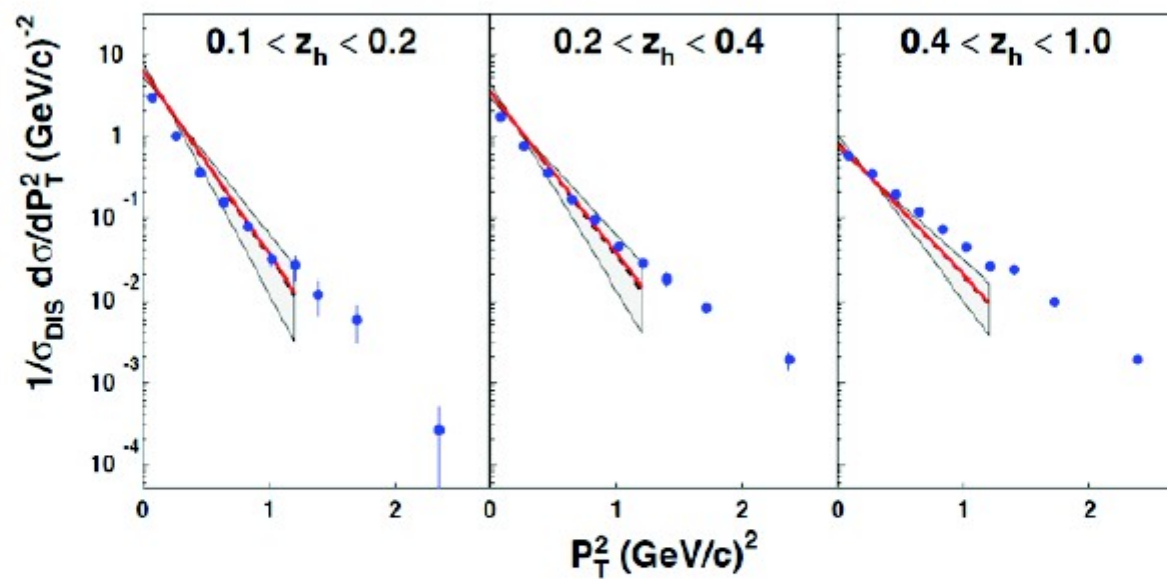 0.1 < z_h < 0.2
0.2 < z_h < 0.4
0.4 < z_h < 1.0
1/σ_DIS dσ/dP_T^2 (GeV/c)^-2
10
1
10^-1
10^-2
10^-3
10^-4
0 1 2
0 1 2
0 1 2
P_T^2 (GeV/c)^2